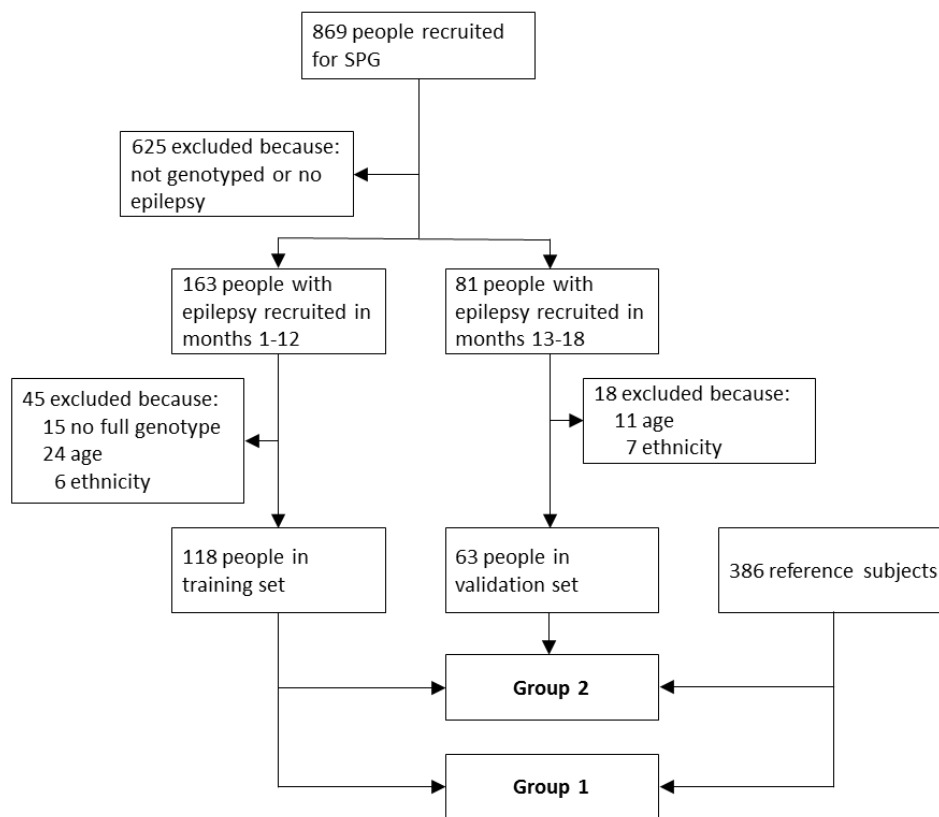 869 people recruited
for SPG
625 excluded because:
not genotyped or no
epilepsy
163 people with
epilepsy recruited in
months 1-12
81 people with
epilepsy recruited in
months 13-18
45 excluded because:
15 no full genotype
24 age
6 ethnicity
18 excluded because:
11 age
7 ethnicity
118 people in
training set
63 people in
validation set
386 reference subjects
Group 2
Group 1